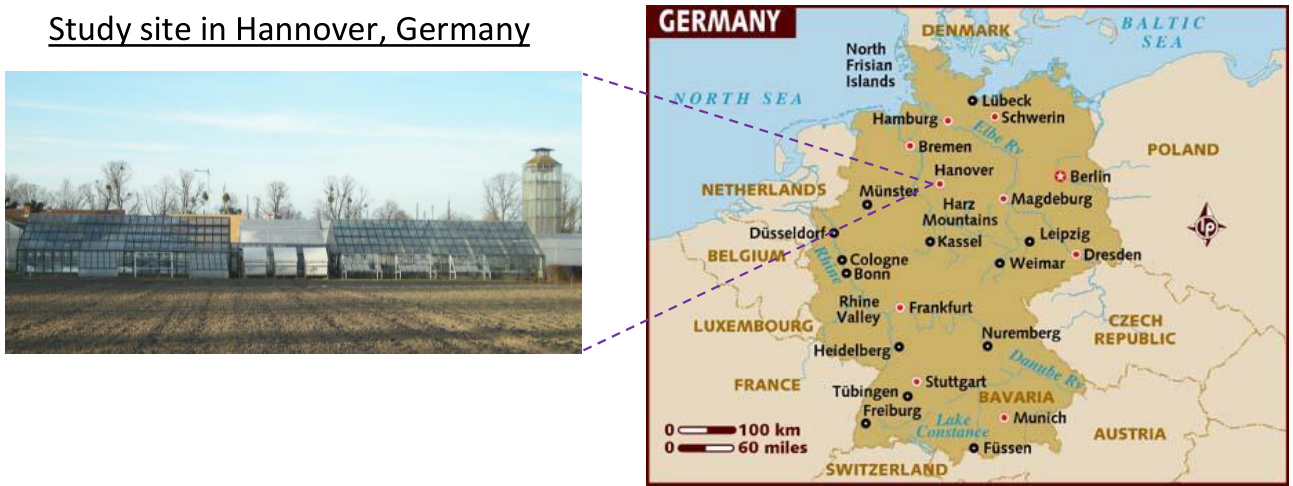 Study site in Hannover, Germany
GERMANY
DENMARK
BALTIC
SEA
North
Frisian
Islands
NORTH SEA
Lübeck
Schwerin
Hamburg
Elbe Rv
Bremen
POLAND
Hanover
Berlin
NETHERLANDS
Münster
Magdeburg
Harz
Mountains
Düsseldorf
Leipzig
Kassel
BELGIUM
Dresden
Cologne
Weimar
Rhine
Bonn
LP
Rhine
Valley
Frankfurt
LUXEMBOURG
CZECH
REPUBLIC
Nuremberg
Heidelberg
Danube Rv
FRANCE
Stuttgart
Tübingen
BAVARIA
Freiburg
Munich
Lake
Constance
0 100 km
0 60 miles
AUSTRIA
Füssen
SWITZERLAND